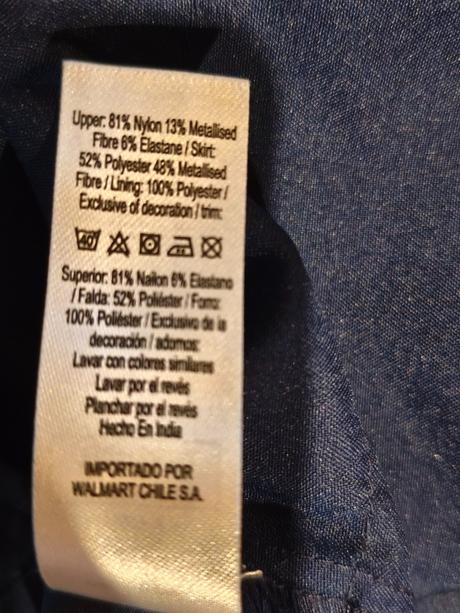 Upper: 81% Nylon 13% Metallised
Fibre 6% Elastane / Skirt:
52% Polyester 48% Metallised
Fibre / Lining: 100% Polyester /
Exclusive of decoration / trim:
40
Superior: 81% Nailon 6% Elastano
/ Falda: 52% Poliéster / Forro:
100% Poliéster / Exclusivo de la
decoración / adornos:
Lavar con colores similares
Lavar por el revés
Planchar por el revés
Hecho En India
IMPORTADO POR
WALMART CHILE S.A.